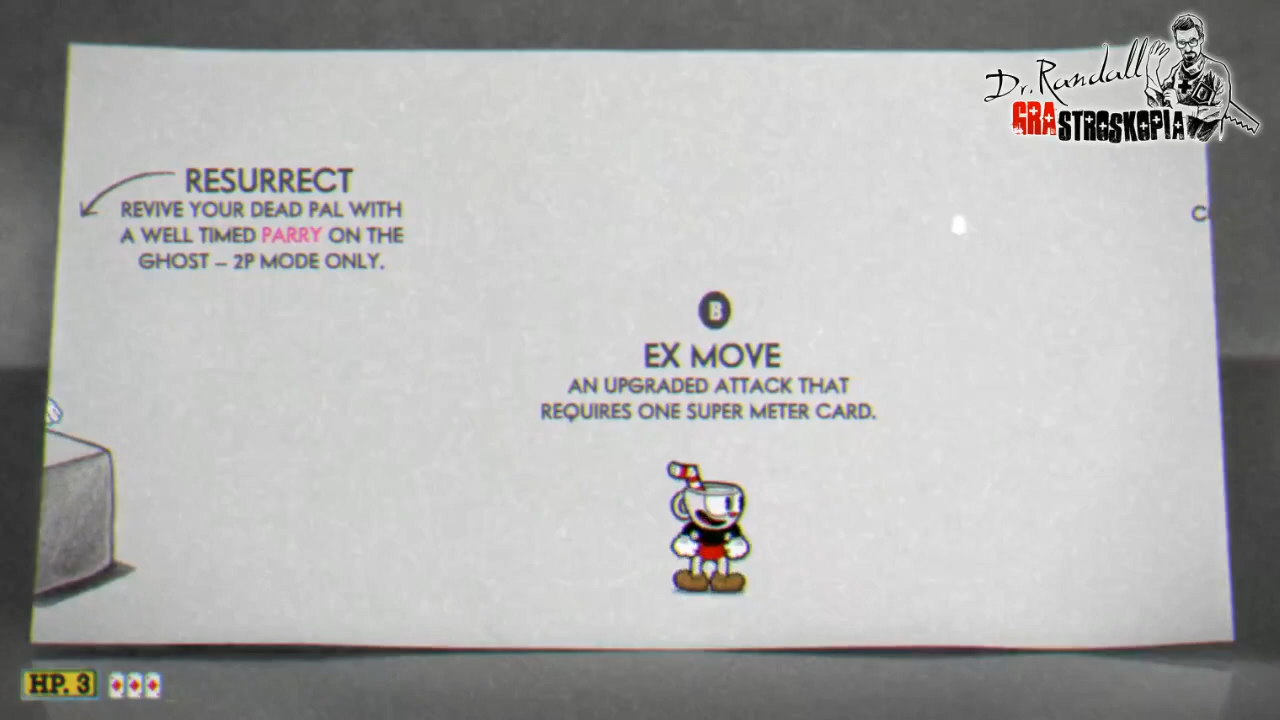 Dr. Randall
GRASTROSKOPIA
RESURRECT
REVIVE YOUR DEAD PAL WITH
A WELL TIMED PARRY ON THE
GHOST – 2P MODE ONLY.
B
EX MOVE
AN UPGRADED ATTACK THAT
REQUIRES ONE SUPER METER CARD.
HP. 3